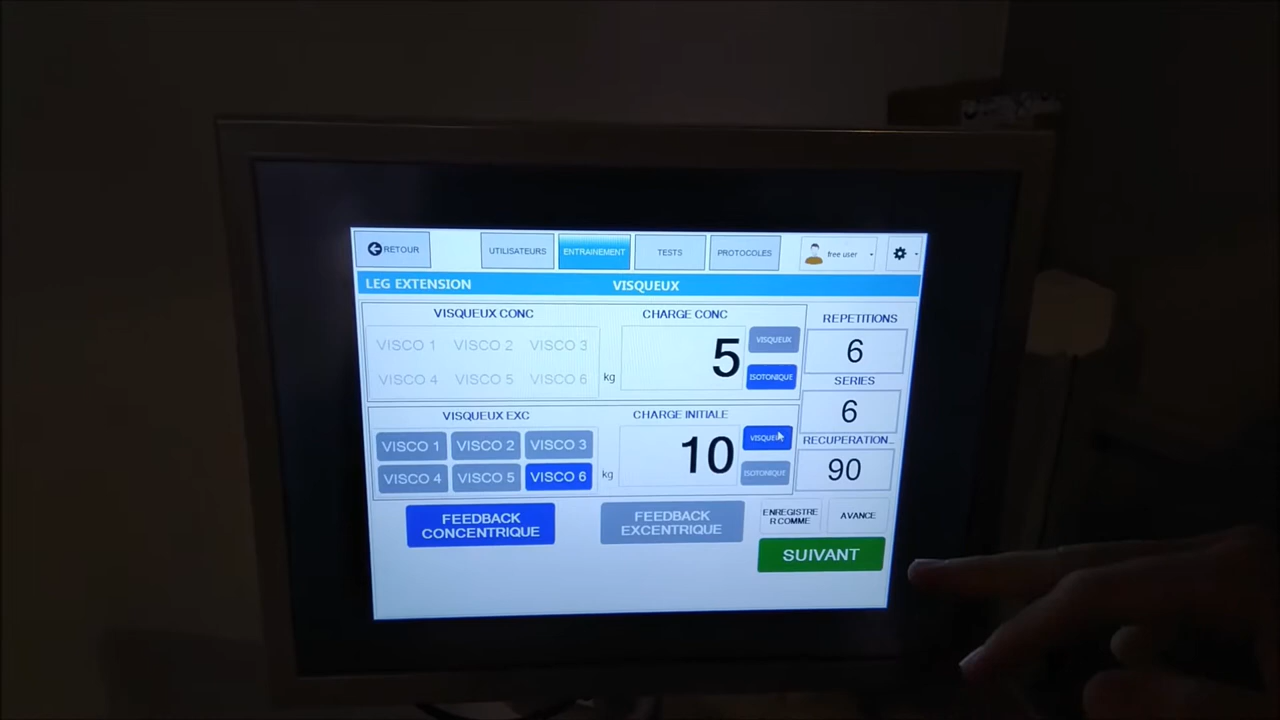 RETOUR
UTILISATEURS
ENTRAINEMENT
TESTS
PROTOCOLES
free user
LEG EXTENSION
VISQUEUX
VISQUEUX CONC
CHARGE CONC
REPETITIONS
VISCO 1 VISCO 2 VISCO 3
VISCO 4 VISCO 5 VISCO 6
kg
5
VISQUEUX
ISOTONIQUE
6
SERIES
6
VISQUEUX EXC
CHARGE INITIALE
RECUPERATION...
VISCO 1 VISCO 2 VISCO 3
VISCO 4 VISCO 5 VISCO 6
kg
10
VISQUEUX
ISOTONIQUE
90
FEEDBACK
CONCENTRIQUE
FEEDBACK
EXCENTRIQUE
ENREGISTRE
R COMME
AVANCE
SUIVANT